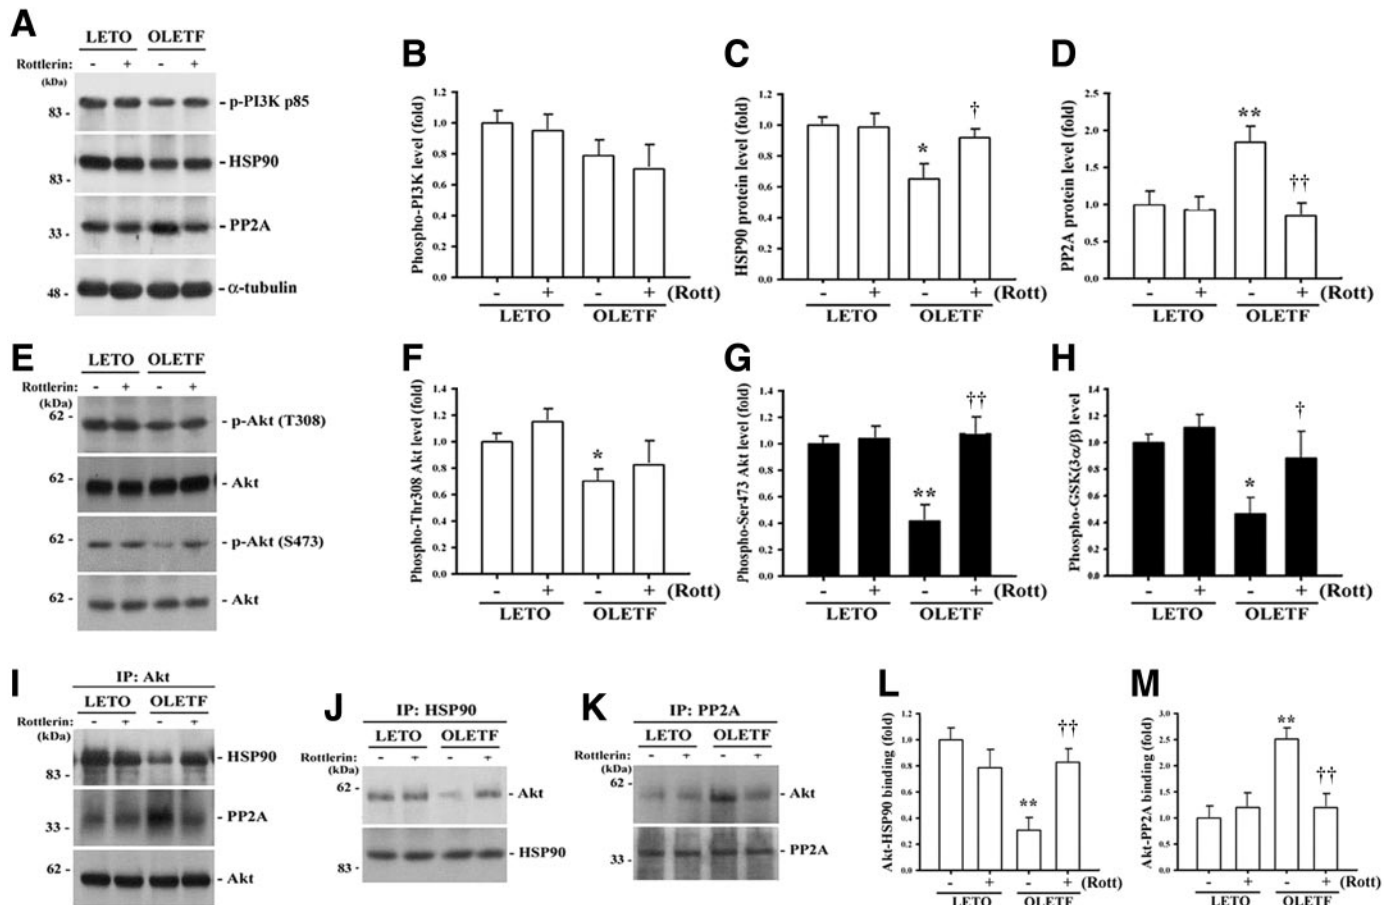 A
LETO OLETF
Rottlerin: - + - +
(kDa)
83 - - p-PI3K p85
- HSP90
83 -
- PP2A
33 -
48 - - α-tubulin
B
Phospho-PI3K level (fold)
1.2
1.0
0.8
0.6
0.4
0.2
0.0
- + - + (Rott)
LETO OLETF
C
HSP90 protein level (fold)
1.2
1.0
0.8
0.6
0.4
0.2
0.0
* †
- + - + (Rott)
LETO OLETF
D
PP2A protein level (fold)
2.5
2.0
1.5
1.0
0.5
0.0
** ††
- + - + (Rott)
LETO OLETF
E
LETO OLETF
Rottlerin: - + - +
(kDa)
62 - - p-Akt (T308)
62 - - Akt
62 - - p-Akt (S473)
62 - - Akt
F
Phospho-Thr308 Akt level (fold)
1.4
1.2
1.0
0.8
0.6
0.4
0.2
0.0
*
- + - + (Rott)
LETO OLETF
G
Phospho-Ser473 Akt level (fold)
1.4
1.2
1.0
0.8
0.6
0.4
0.2
0.0
** ††
- + - + (Rott)
LETO OLETF
H
Phospho-GSK(3α/β) level
1.4
1.2
1.0
0.8
0.6
0.4
0.2
0.0
* †
- + - + (Rott)
LETO OLETF
I
IP: Akt
LETO OLETF
Rottlerin: - + - +
(kDa)
- HSP90
83 -
- PP2A
33 -
62 - - Akt
J
IP: HSP90
LETO OLETF
Rottlerin: - + - +
(kDa)
62 - - Akt
- HSP90
83 -
K
IP: PP2A
LETO OLETF
Rottlerin: - + - +
(kDa)
62 - - Akt
33 - - PP2A
L
Akt-HSP90 binding (fold)
1.2
1.0
0.8
0.6
0.4
0.2
0.0
** ††
- + - + (Rott)
LETO OLETF
M
Akt-PP2A binding (fold)
3.0
2.5
2.0
1.5
1.0
0.5
0.0
** ††
- + - + (Rott)
LETO OLETF